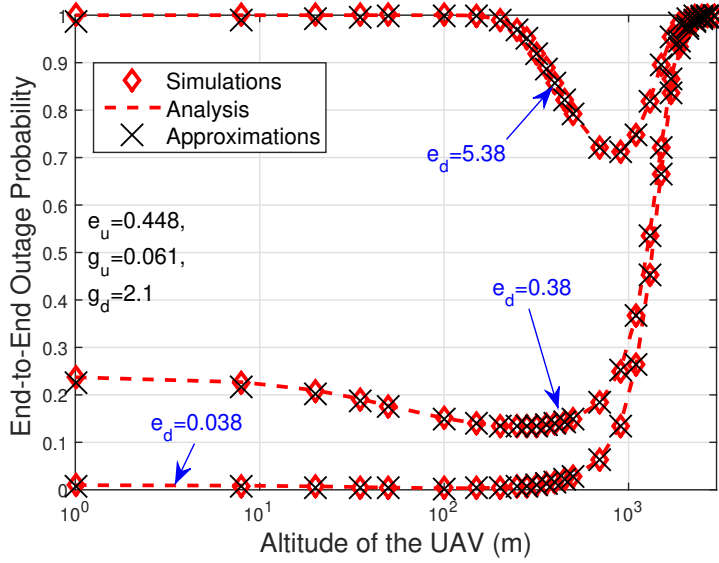 1
0.9
0.8
0.7
0.6
0.5
0.4
0.3
0.2
0.1
0
End-to-End Outage Probability
Simulations
Analysis
Approximations
e_d=5.38
e_u=0.448,
g_u=0.061,
g_d=2.1
e_d=0.38
e_d=0.038
10^0
10^1
10^2
10^3
Altitude of the UAV (m)